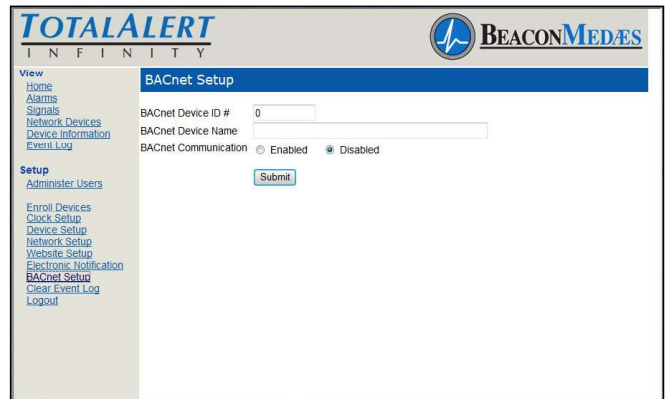 TOTALALERT
INFINITY
BEACONMEDÆS
View
Home
Alarms
Signals
Network Devices
Device Information
Event Log
Setup
Administer Users
Enroll Devices
Clock Setup
Device Setup
Network Setup
Website Setup
Electronic Notification
BACnet Setup
Clear Event Log
Logout
BACnet Setup
BACnet Device ID # 0
BACnet Device Name
BACnet Communication Enabled Disabled
Submit